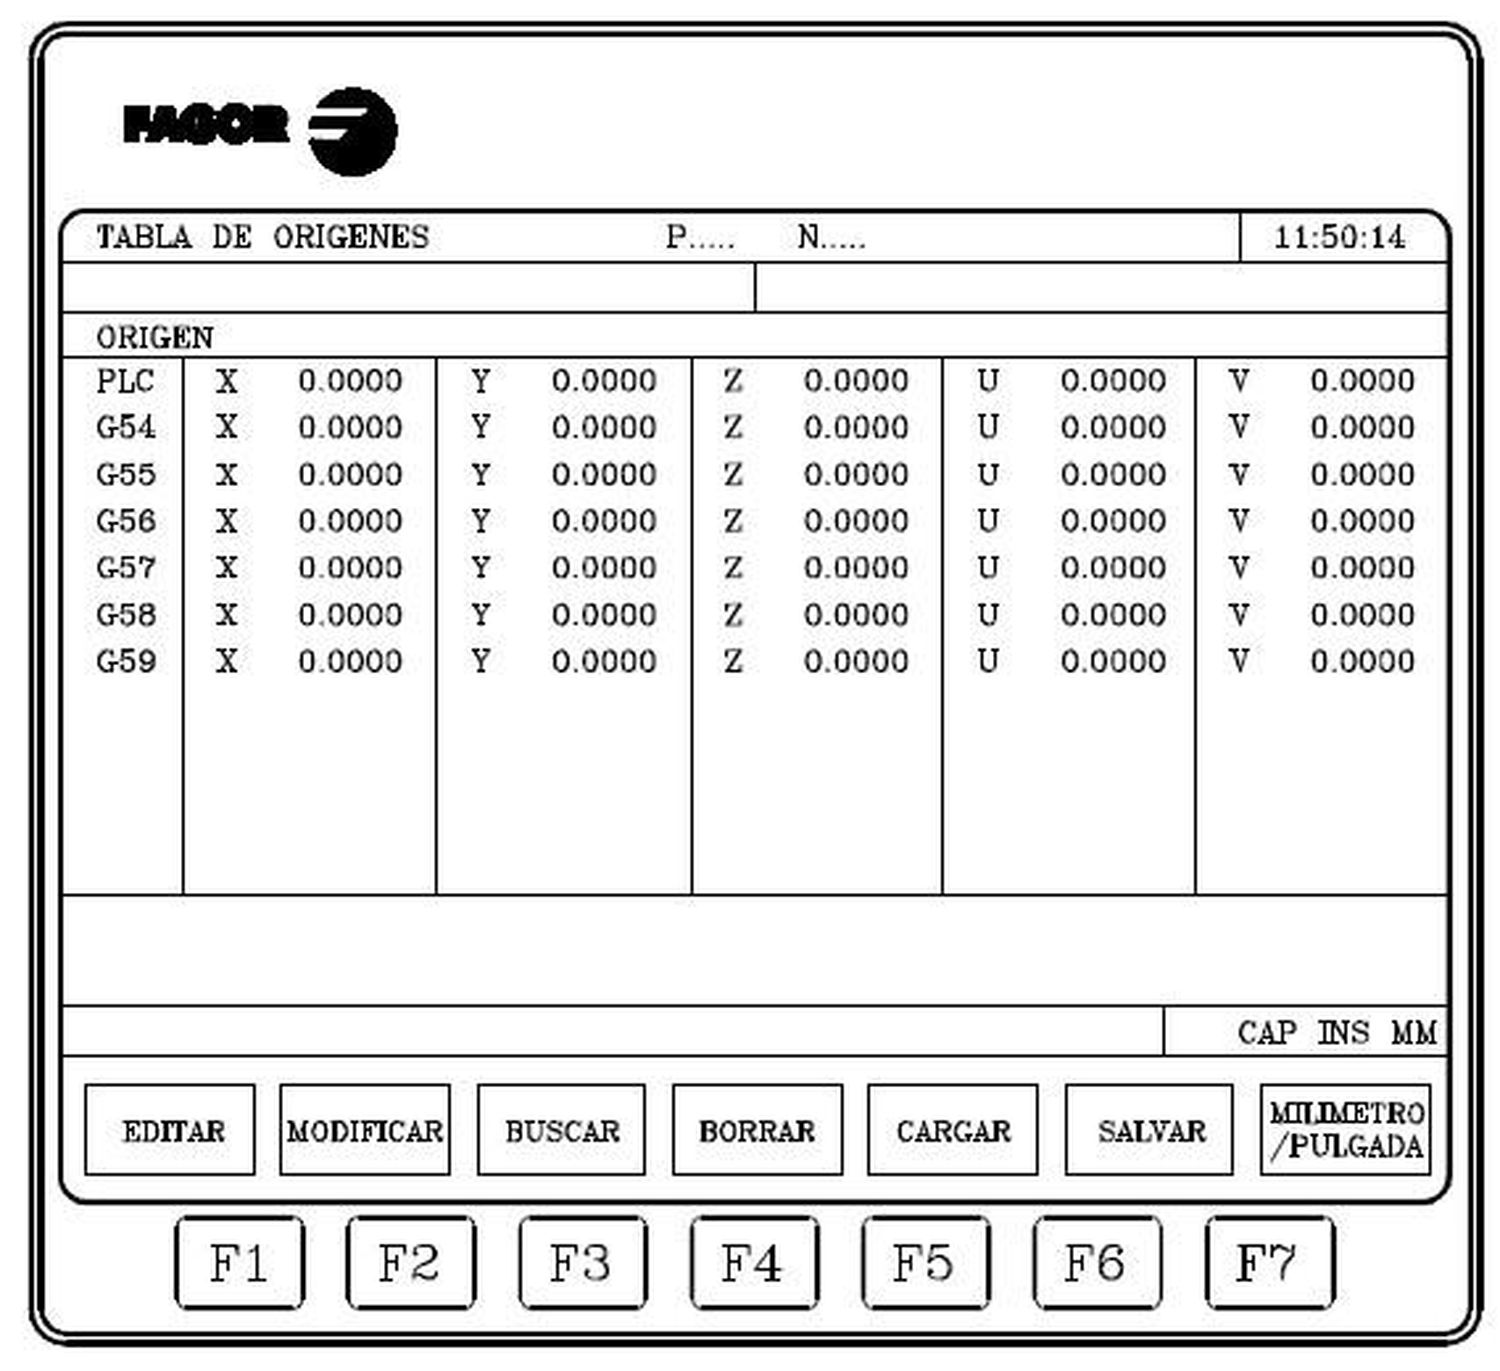 FAGOR
TABLA DE ORIGENES P..... N..... 11:50:14
ORIGEN
PLC X 0.0000 Y 0.0000 Z 0.0000 U 0.0000 V 0.0000
G54 X 0.0000 Y 0.0000 Z 0.0000 U 0.0000 V 0.0000
G55 X 0.0000 Y 0.0000 Z 0.0000 U 0.0000 V 0.0000
G56 X 0.0000 Y 0.0000 Z 0.0000 U 0.0000 V 0.0000
G57 X 0.0000 Y 0.0000 Z 0.0000 U 0.0000 V 0.0000
G58 X 0.0000 Y 0.0000 Z 0.0000 U 0.0000 V 0.0000
G59 X 0.0000 Y 0.0000 Z 0.0000 U 0.0000 V 0.0000
CAP INS MM
EDITAR MODIFICAR BUSCAR BORRAR CARGAR SALVAR MILIMETRO
/PULGADA
F1 F2 F3 F4 F5 F6 F7